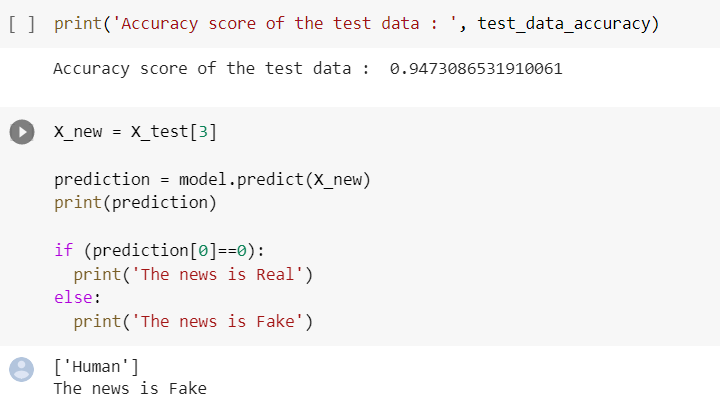 [ ] print('Accuracy score of the test data : ', test_data_accuracy)
Accuracy score of the test data :  0.9473086531910061
X_new = X_test[3]
prediction = model.predict(X_new)
print(prediction)
if (prediction[0]==0):
  print('The news is Real')
else:
  print('The news is Fake')
['Human']
The news is Fake